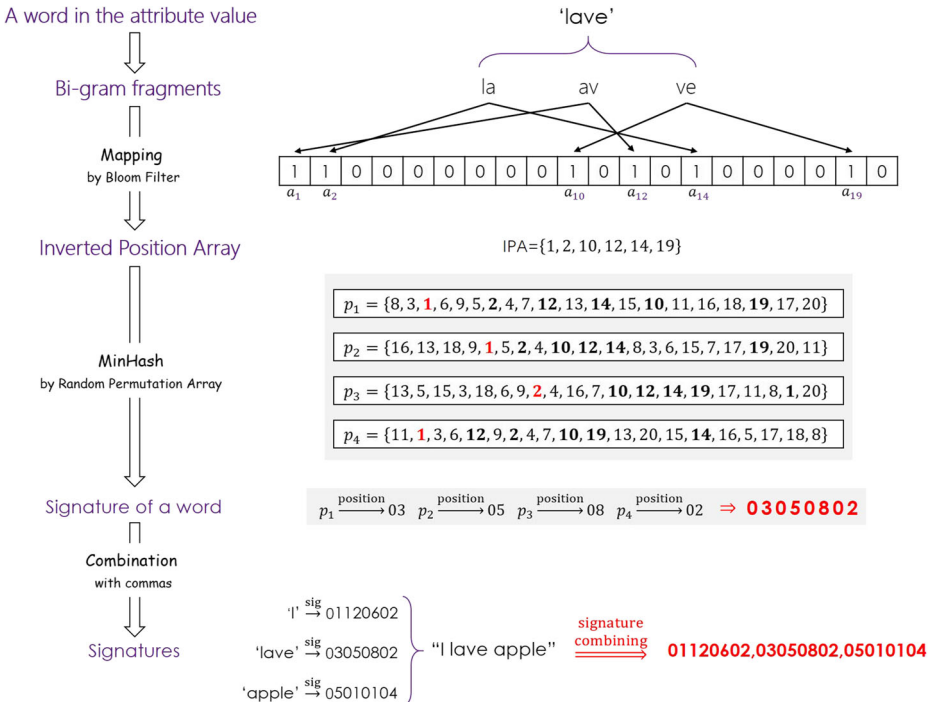 A word in the attribute value
'lave'
Bi-gram fragments
la av ve
Mapping
by Bloom Filter
1 1 0 0 0 0 0 0 0 1 0 1 0 1 0 0 0 0 1 0
a₁ a₂ a₁₀ a₁₂ a₁₄ a₁₉
Inverted Position Array
IPA={1, 2, 10, 12, 14, 19}
p₁ = {8, 3, 1, 6, 9, 5, 2, 4, 7, 12, 13, 14, 15, 10, 11, 16, 18, 19, 17, 20}
p₂ = {16, 13, 18, 9, 1, 5, 2, 4, 10, 12, 14, 8, 3, 6, 15, 7, 17, 19, 20, 11}
MinHash
by Random Permutation Array
p₃ = {13, 5, 15, 3, 18, 6, 9, 2, 4, 16, 7, 10, 12, 14, 19, 17, 11, 8, 1, 20}
p₄ = {11, 1, 3, 6, 12, 9, 2, 4, 7, 10, 19, 13, 20, 15, 14, 16, 5, 17, 18, 8}
Signature of a word
position position position position
p₁ → 03 p₂ → 05 p₃ → 08 p₄ → 02 ⇒ 03050802
Combination
with commas
'I' sig → 01120602
Signatures
'lave' sig → 03050802
"I lave apple"
signature
combining
01120602,03050802,05010104
'apple' sig → 05010104